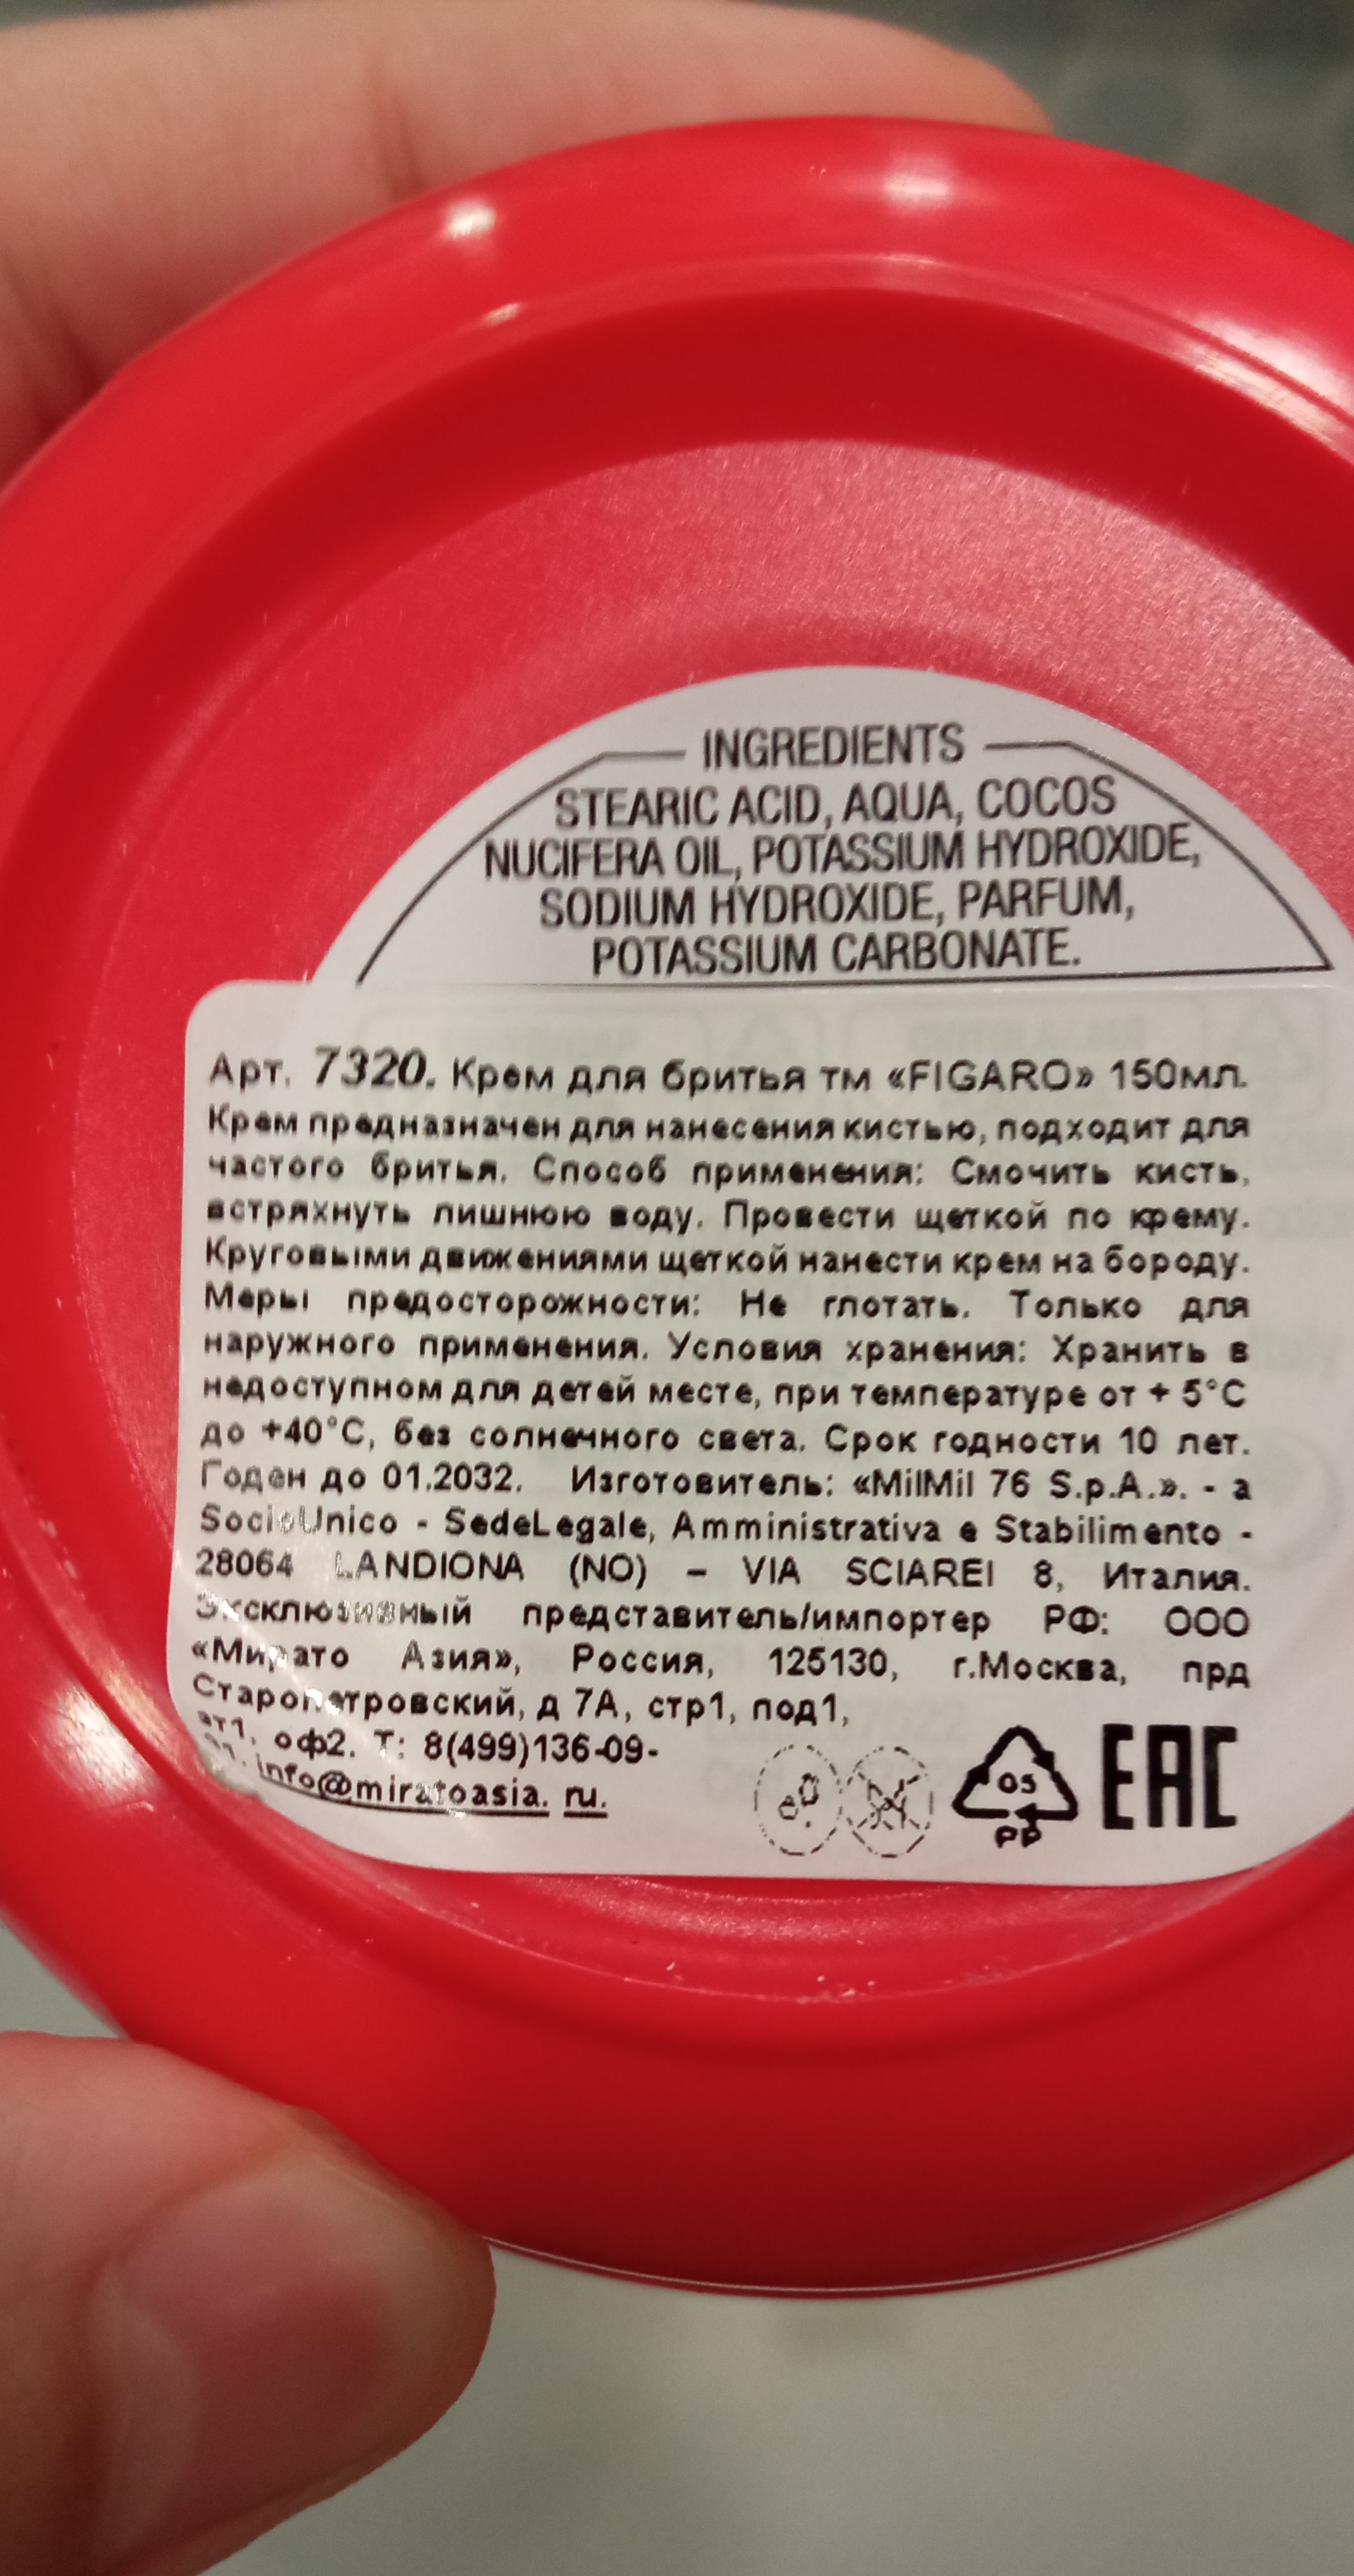 INGREDIENTS
STEARIC ACID, AQUA, COCOS
NUCIFERA OIL, POTASSIUM HYDROXIDE,
SODIUM HYDROXIDE, PARFUM,
POTASSIUM CARBONATE.
Арт. 7320. Крем для бритья тм «FIGARO» 150мл.
Крем предназначен для нанесения кистью, подходит для
частого бритья. Способ применения: Смочить кисть,
встряхнуть лишнюю воду. Провести щеткой по крему.
Круговыми движениями щеткой нанести крем на бороду.
Меры предосторожности: Не глотать. Только для
наружного применения. Условия хранения: Хранить в
недоступном для детей месте, при температуре от + 5°С
до +40°С, без солнечного света. Срок годности 10 лет.
Годен до 01.2032. Изготовитель: «MilMil 76 S.p.A.». - a
SocioUnico - SedeLegale, Amministrativa e Stabilimento -
28064 LANDIONA (NO) – VIA SCIAREI 8, Италия.
Эксклюзивный представитель/импортер РФ: ООО
«Мирато Азия», Россия, 125130, г.Москва, прд
Старопетровский, д 7А, стр1, под1,
эт1, оф2. Т: 8(499)136-09-
info@miratoasia. ru.
05
PP
EAC